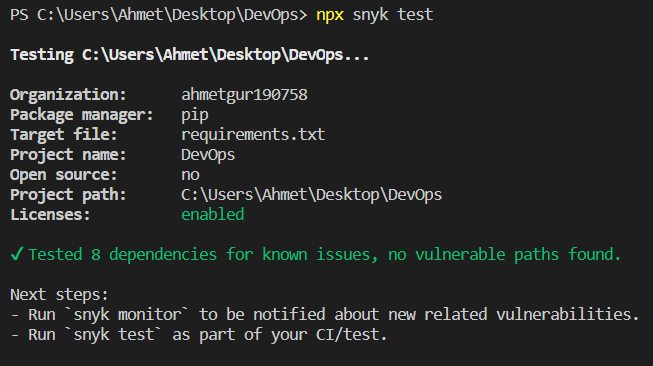 PS C:\Users\Ahmet\Desktop\DevOps> npx snyk test
Testing C:\Users\Ahmet\Desktop\DevOps...
Organization: ahmetgur190758
Package manager: pip
Target file: requirements.txt
Project name: DevOps
Open source: no
Project path: C:\Users\Ahmet\Desktop\DevOps
Licenses: enabled
✔ Tested 8 dependencies for known issues, no vulnerable paths found.
Next steps:
- Run `snyk monitor` to be notified about new related vulnerabilities.
- Run `snyk test` as part of your CI/test.